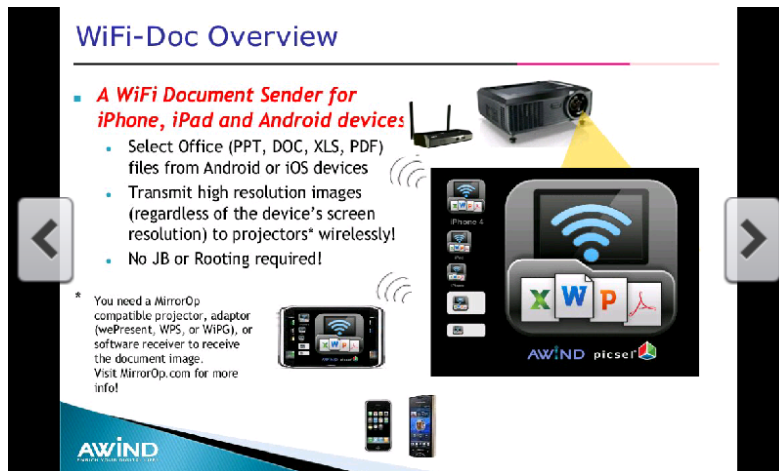 WiFi-Doc Overview
A WiFi Document Sender for
iPhone, iPad and Android devices
Select Office (PPT, DOC, XLS, PDF)
files from Android or iOS devices
Transmit high resolution images
(regardless of the device's screen
resolution) to projectors* wirelessly!
No JB or Rooting required!
* You need a MirrorOp
compatible projector, adaptor
(wePresent, WPS, or WiPG), or
software receiver to receive
the document image.
Visit MirrorOp.com for more
info!
iPhone 4
iPad
X W P
AWIND picsel
AWIND picsel
AWIND